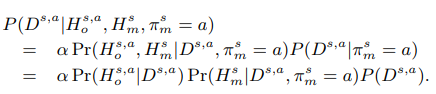 P(D^{s,a}|H_o^{s,a}, H_m^s, π_m^s = a)
= α Pr(H_o^{s,a}, H_m^s|D^{s,a}, π_m^s = a)P(D^{s,a}|π_m^s = a)
= α Pr(H_o^{s,a}|D^{s,a}) Pr(H_m^s|D^{s,a}, π_m^s = a)P(D^{s,a}).